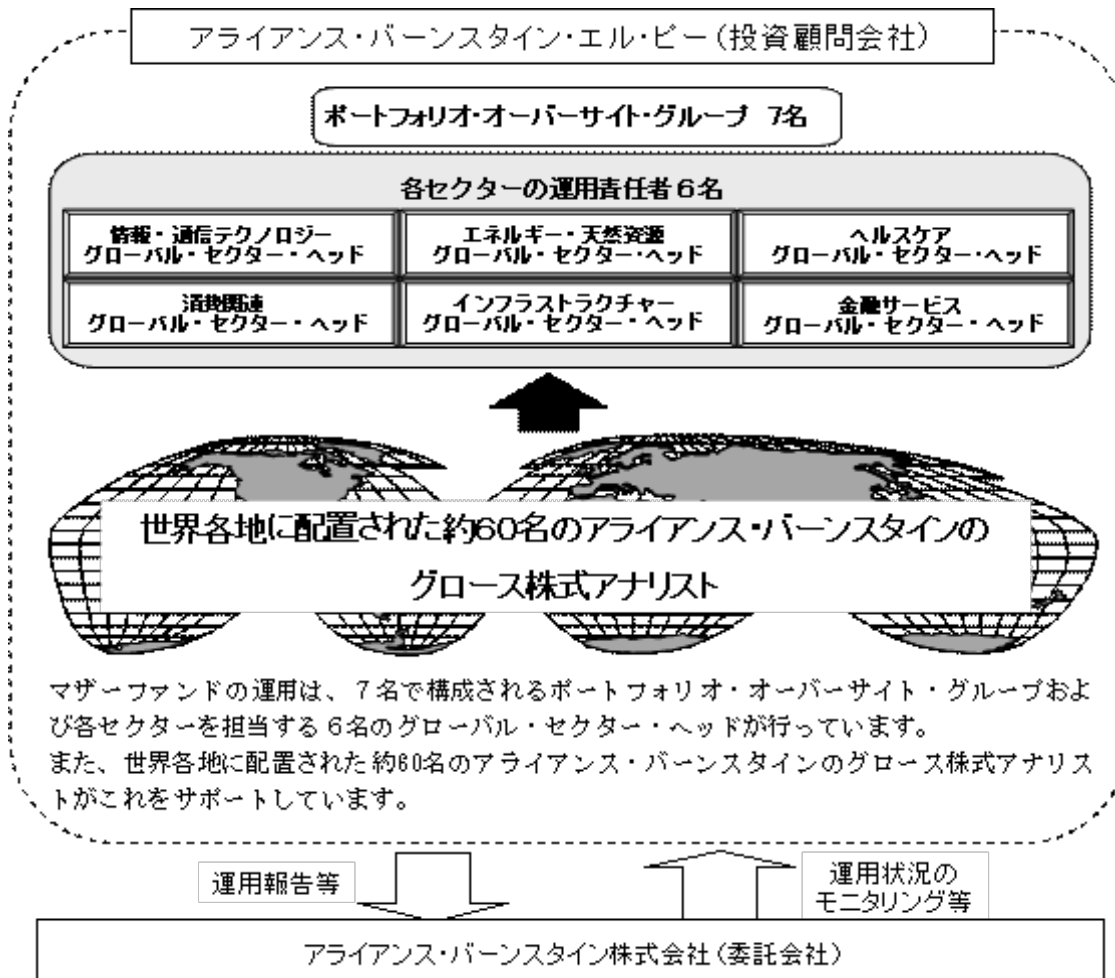 アライアンス・バーンスタイン・エル・ピー(投資顧問会社)
ポートフォリオ・オーバーサイト・グループ 7名
各セクターの運用責任者6名
情報・通信テクノロジー
グローバル・セクター・ヘッド
エネルギー・天然資源
グローバル・セクター・ヘッド
ヘルスケア
グローバル・セクター・ヘッド
消費関連
グローバル・セクター・ヘッド
インフラストラクチャー
グローバル・セクター・ヘッド
金融サービス
グローバル・セクター・ヘッド
世界各地に配置された約60名のアライアンス・バーンスタインの
グロース株式アナリスト
マザーファンドの運用は、7名で構成されるポートフォリオ・オーバーサイト・グループおよ
び各セクターを担当する6名のグローバル・セクター・ヘッドが行っています。
また、世界各地に配置された約60名のアライアンス・バーンスタインのグロース株式アナリス
トがこれをサポートしています。
運用報告等
運用状況の
モニタリング等
アライアンス・バーンスタイン株式会社(委託会社)